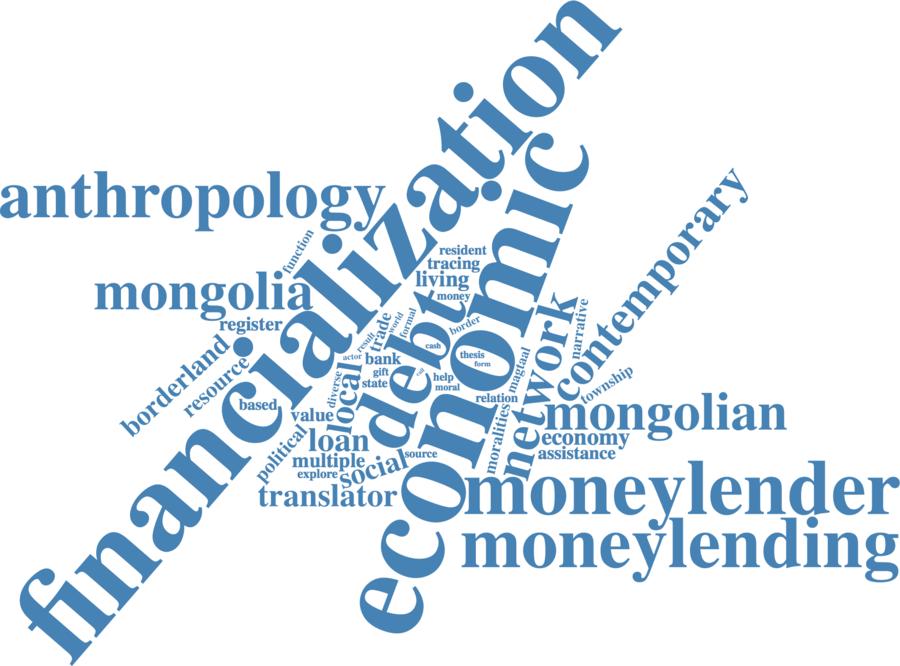 financialization
economic
anthropology
function
mongolia
register
borderland
resource
based
resident
tracing
living
money
debt
world
formal
trade
result
border
cash
actor
bank
gift
state
thesis
form
help
moral
relation
magtaal
network
narrative
contemporary
township
diverse
local
value
political
loan
multiple
explore
social
source
translator
moralities
mongolian
economy
assistance
moneylender
moneylending